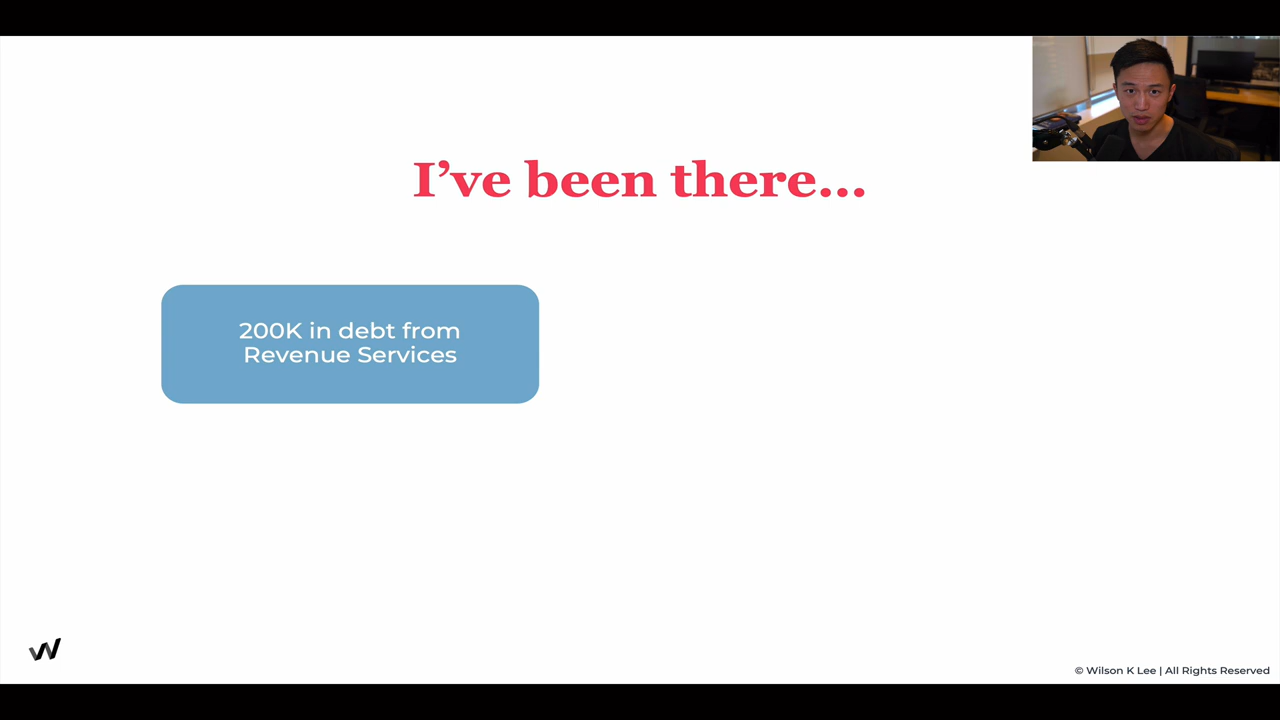 I’ve been there...
200K in debt from
Revenue Services
© Wilson K Lee | All Rights Reserved